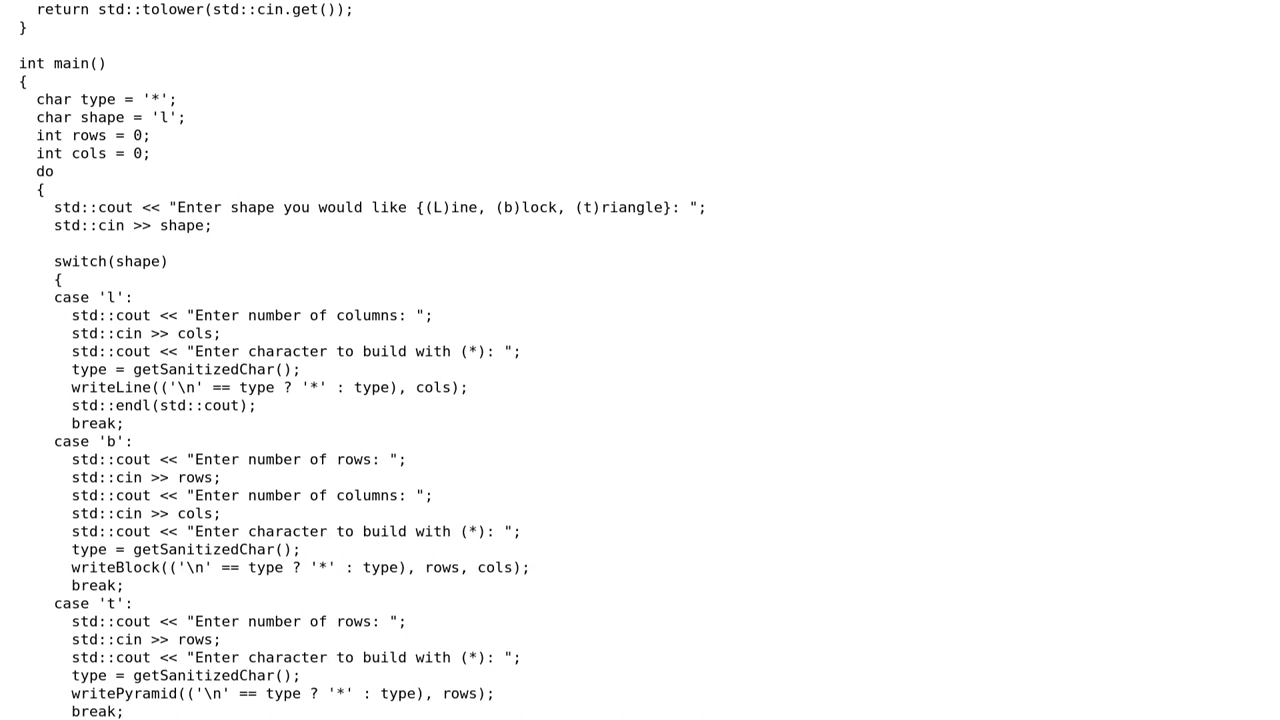 return std::tolower(std::cin.get());
}

int main()
{
  char type = '*';
  char shape = 'l';
  int rows = 0;
  int cols = 0;
  do
  {
    std::cout << "Enter shape you would like {(L)ine, (b)lock, (t)riangle}: ";
    std::cin >> shape;

    switch(shape)
    {
    case 'l':
      std::cout << "Enter number of columns: ";
      std::cin >> cols;
      std::cout << "Enter character to build with (*): ";
      type = getSanitizedChar();
      writeLine(('\n' == type ? '*' : type), cols);
      std::endl(std::cout);
      break;
    case 'b':
      std::cout << "Enter number of rows: ";
      std::cin >> rows;
      std::cout << "Enter number of columns: ";
      std::cin >> cols;
      std::cout << "Enter character to build with (*): ";
      type = getSanitizedChar();
      writeBlock(('\n' == type ? '*' : type), rows, cols);
      break;
    case 't':
      std::cout << "Enter number of rows: ";
      std::cin >> rows;
      std::cout << "Enter character to build with (*): ";
      type = getSanitizedChar();
      writePyramid(('\n' == type ? '*' : type), rows);
      break;